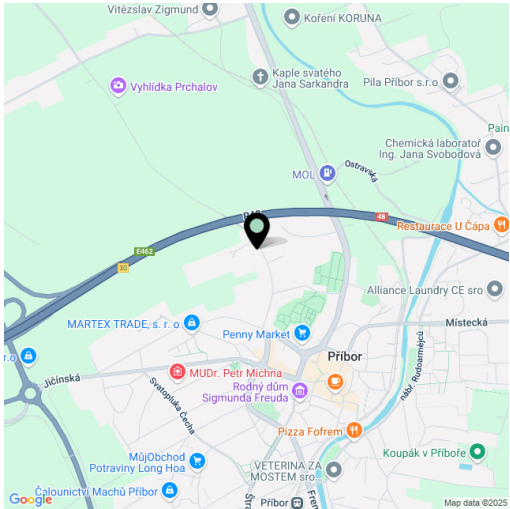 Vítězslav Zigmund
Koření KORUNA
Kaple svatého
Jana Sarkandra
Vyhlídka Prchalov
Pila Příbor s.r.o
Pain
Chemická laboratoř
Ing. Jana Svobodová
Ostravská
MOL
48
Restaurace U Čápa
E462
30
Alliance Laundry CE sro
MARTEX TRADE, s. r. o.
Místecká
Penny Market
r.o
Příbor
nábř. Rudoarmějců
MUDr. Petr Michna
Jičínská
Rodný dům
Sigmunda Freuda
Svatopluka Čecha
Pizza Fofrem
MůjObchod
Potraviny Long Hoa
Koupák v Příboře
VETERINA ZA
MOSTEM sro...
Čalounictví Machů Příbor
Příbor
Google
Map data ©2025